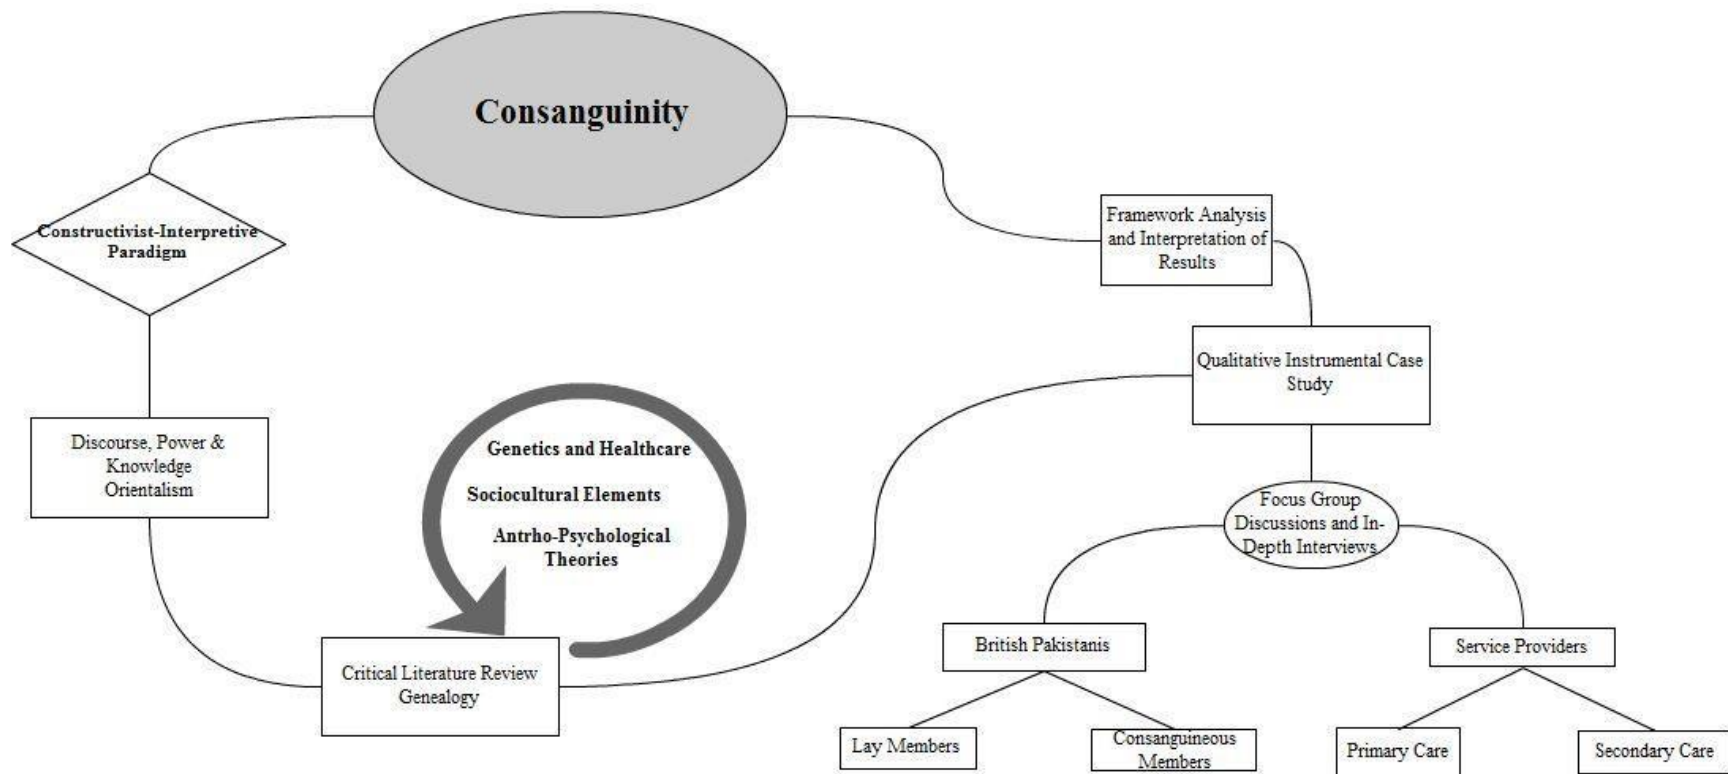 Consanguinity
Constructivist-Interpretive
Paradigm
Framework Analysis
and Interpretation of
Results
Qualitative Instrumental Case
Study
Discourse, Power &
Knowledge
Orientalism
Genetics and Healthcare
Sociocultural Elements
Antrho-Psychological
Theories
Focus Group
Discussions and In-
Depth Interviews
Critical Literature Review
Genealogy
British Pakistanis
Service Providers
Lay Members
Consanguineous
Members
Primary Care
Secondary Care